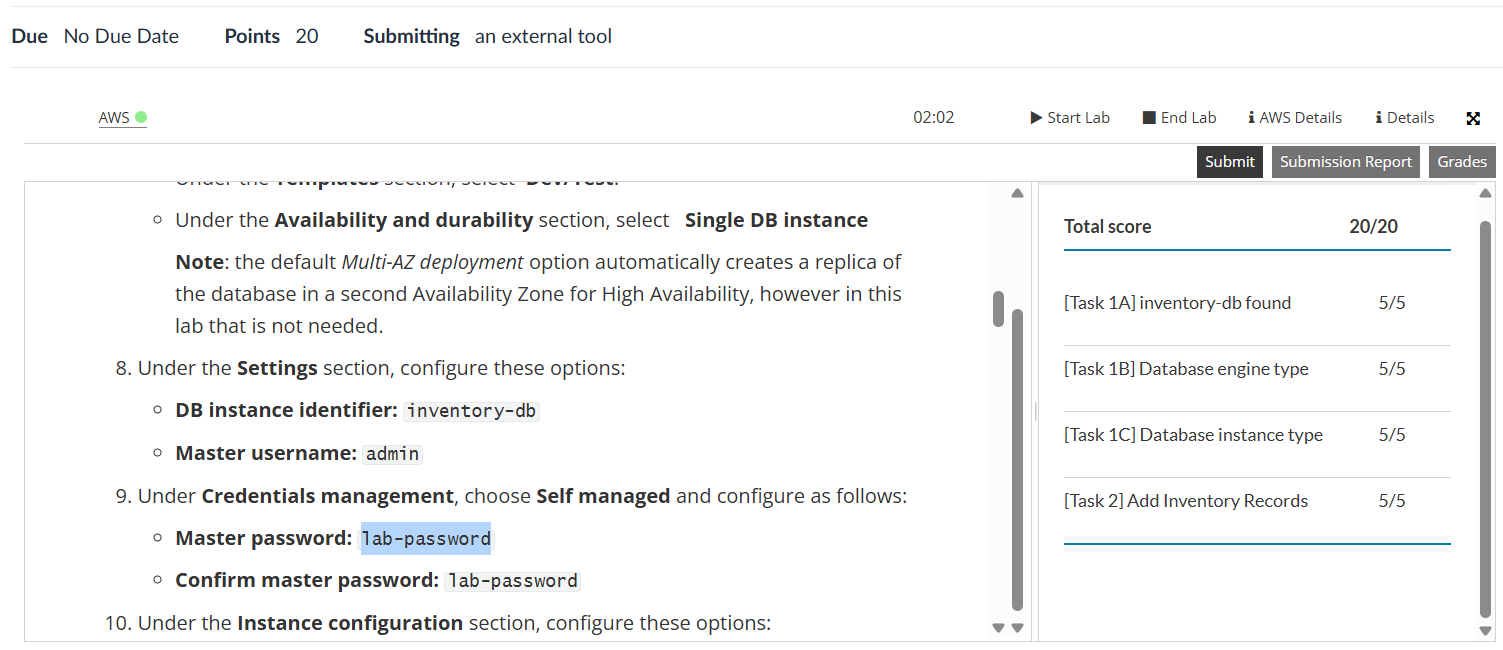 Due No Due Date Points 20 Submitting an external tool
AWS 02:02 Start Lab End Lab AWS Details Details
Submit Submission Report Grades
Under the Templates section, select Dev/Test.
Under the Availability and durability section, select Single DB instance
Note: the default Multi-AZ deployment option automatically creates a replica of
the database in a second Availability Zone for High Availability, however in this
lab that is not needed.
8. Under the Settings section, configure these options:
DB instance identifier: inventory-db
Master username: admin
9. Under Credentials management, choose Self managed and configure as follows:
Master password: lab-password
Confirm master password: lab-password
10. Under the Instance configuration section, configure these options:
Total score 20/20
[Task 1A] inventory-db found 5/5
[Task 1B] Database engine type 5/5
[Task 1C] Database instance type 5/5
[Task 2] Add Inventory Records 5/5